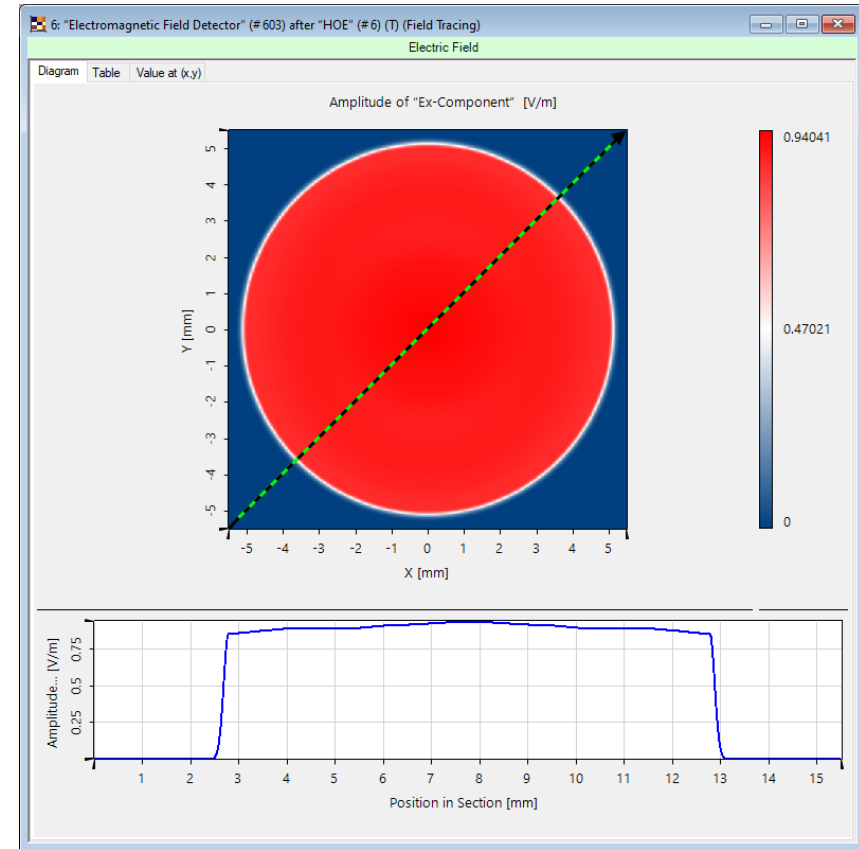 6: "Electromagnetic Field Detector" (# 603) after "HOE" (# 6) (T) (Field Tracing)
Electric Field
Diagram Table Value at (x,y)
Amplitude of "Ex-Component" [V/m]
5
4
3
2
1
0
-1
-2
-3
-4
-5
Y [mm]
-5 -4 -3 -2 -1 0 1 2 3 4 5
X [mm]
0.94041
0.47021
0
Amplitude... [V/m]
0.75
0.5
0.25
1 2 3 4 5 6 7 8 9 10 11 12 13 14 15
Position in Section [mm]